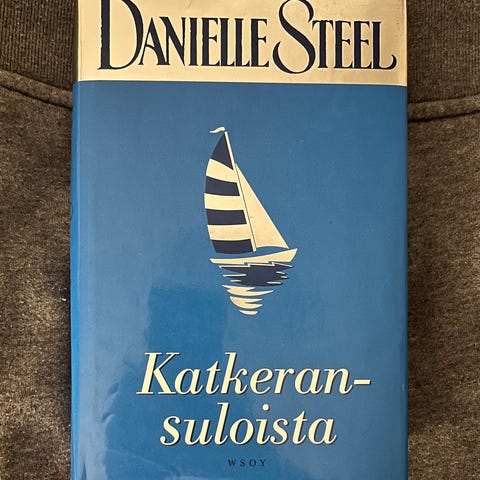 DANIELLE STEEL
Katkeran-
suloista
WSOY